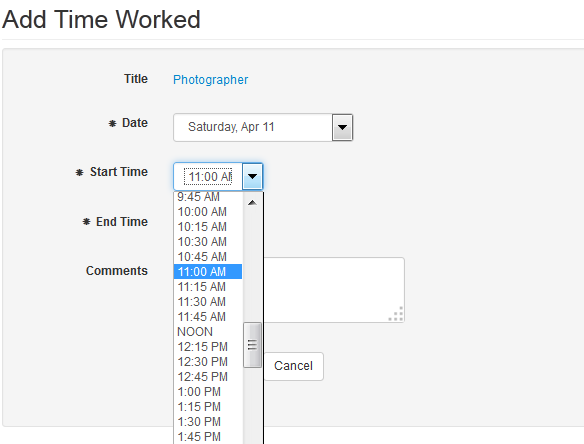 Add Time Worked
Title Photographer
✱ Date Saturday, Apr 11
✱ Start Time 11:00 AM
9:45 AM
10:00 AM
10:15 AM
✱ End Time 10:30 AM
10:45 AM
Comments 11:00 AM
11:15 AM
11:30 AM
11:45 AM
NOON
12:15 PM
12:30 PM
Cancel
12:45 PM
1:00 PM
1:15 PM
1:30 PM
1:45 PM